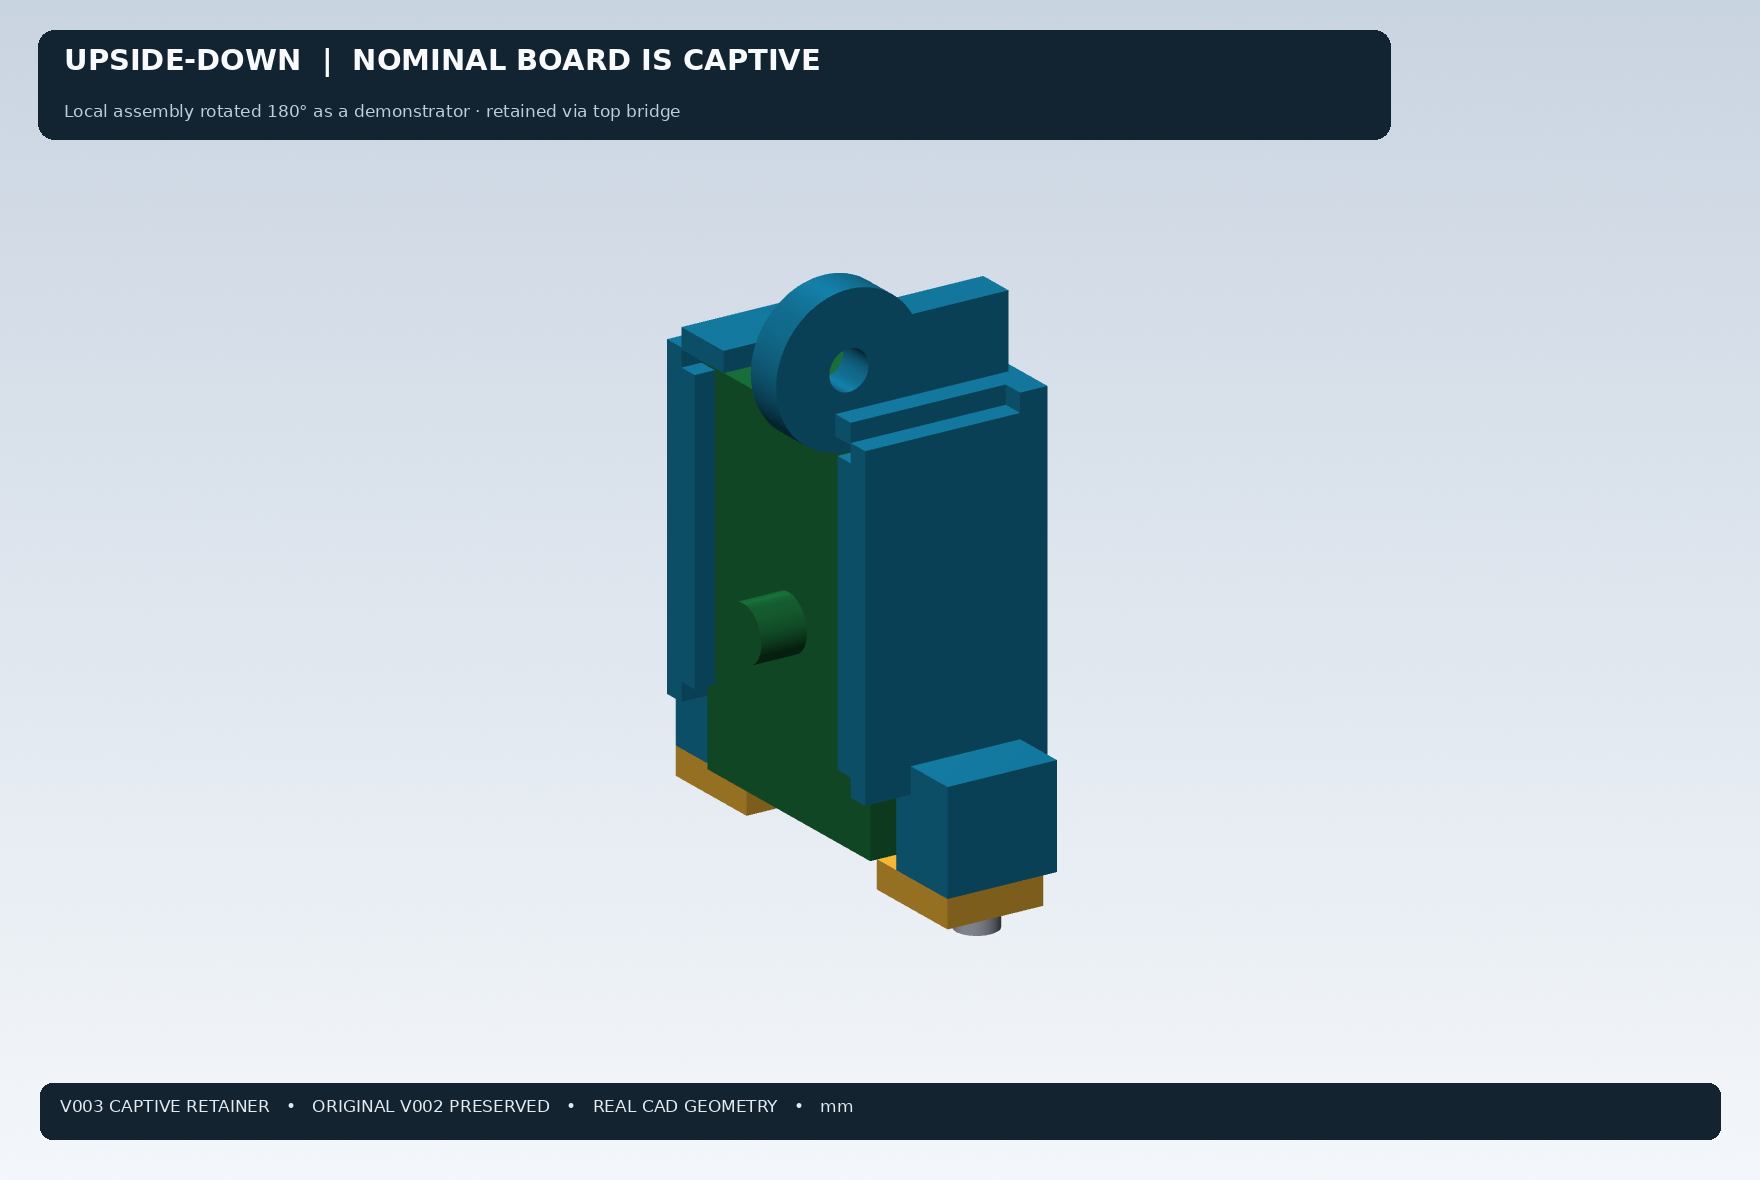 UPSIDE-DOWN | NOMINAL BOARD IS CAPTIVE
Local assembly rotated 180° as a demonstrator · retained via top bridge
V003 CAPTIVE RETAINER • ORIGINAL V002 PRESERVED • REAL CAD GEOMETRY • mm